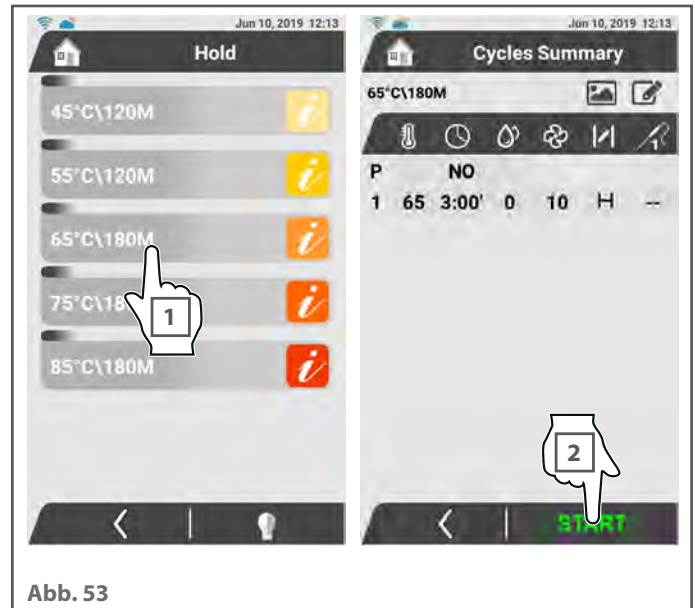 Jun 10, 2019 12:13
Hold
45°C\120M
i
55°C\120M
i
65°C\180M
i
75°C\18
i
85°C\180M
i
1
Jun 10, 2019 12:13
Cycles Summary
65°C\180M
1
P NO
1 65 3:00' 0 10 H --
2
START
Abb. 53